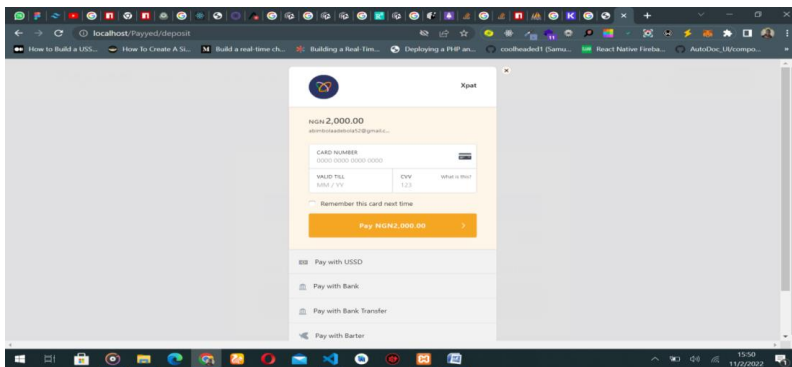 localhost/Payyed/deposit
How to Build a USS... How To Create A Si... Build a real-time ch... Building a Real-Tim... Deploying a PHP an... coolheaded1 (Samu... React Native Fireba... AutoDoc_UI/compo...
Xpat
NGN 2,000.00
CARD NUMBER
0000 0000 0000 0000
VALID TILL CVV What is this?
MM / YY 123
Remember this card next time
Pay NGN2,000.00
Pay with USSD
Pay with Bank
Pay with Bank Transfer
Pay with Barter
15:50
11/2/2022